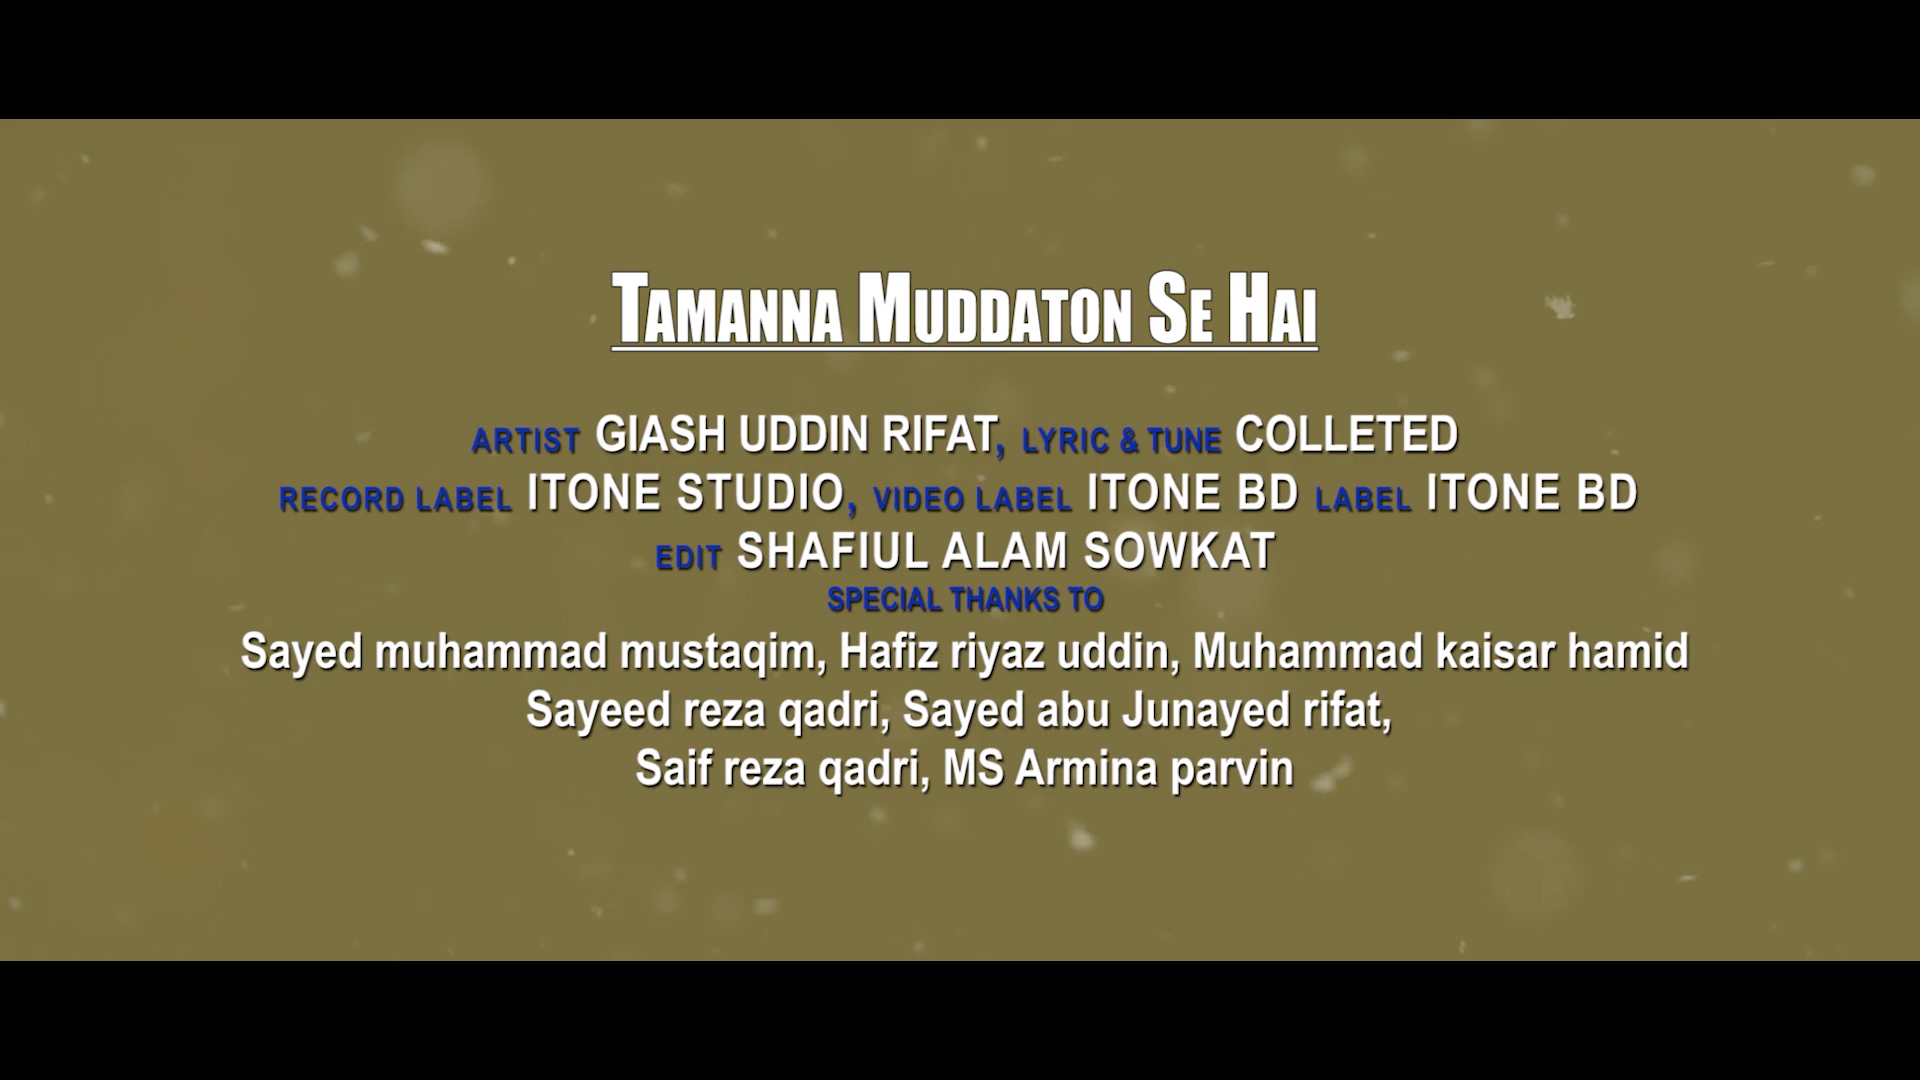 Tamanna Muddaton Se Hai
ARTIST GIASH UDDIN RIFAT, LYRIC & TUNE COLLETED
RECORD LABEL ITONE STUDIO, VIDEO LABEL ITONE BD LABEL ITONE BD
EDIT SHAFIUL ALAM SOWKAT
SPECIAL THANKS TO
Sayed muhammad mustaqim, Hafiz riyaz uddin, Muhammad kaisar hamid
Sayeed reza qadri, Sayed abu Junayed rifat,
Saif reza qadri, MS Armina parvin